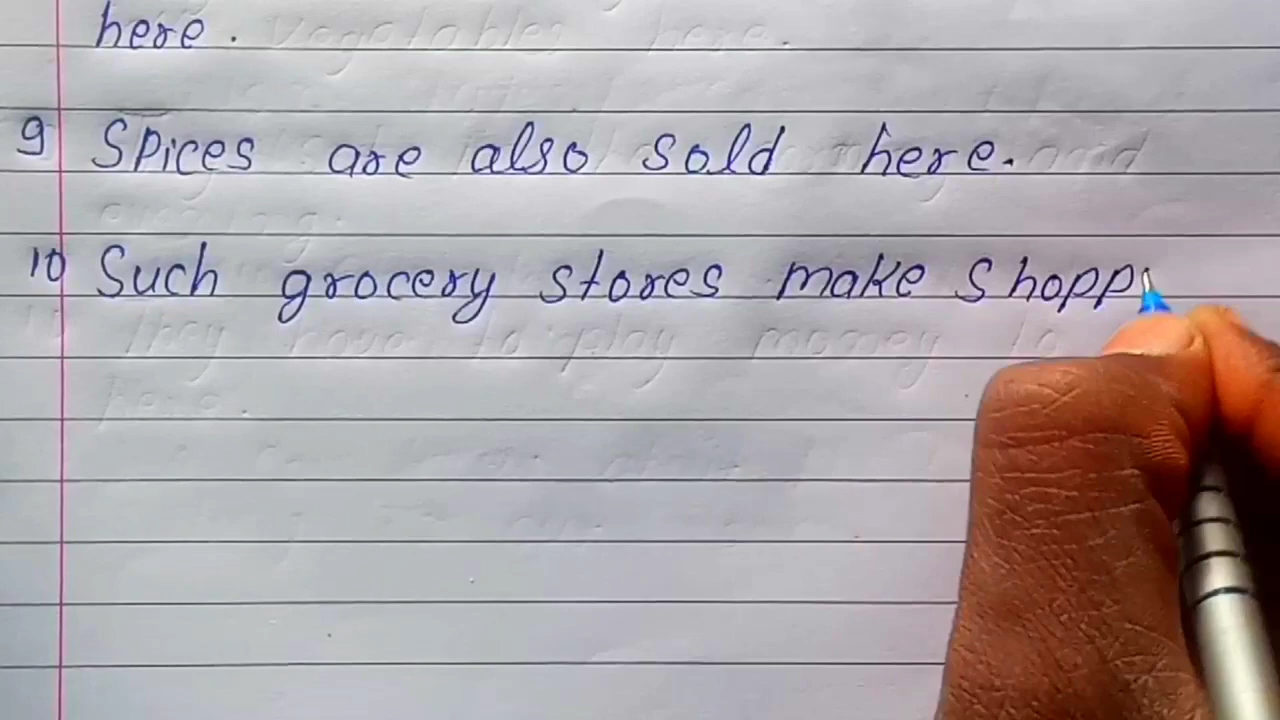 here.
9 Spices are also sold here.
10 Such grocery stores make shopp